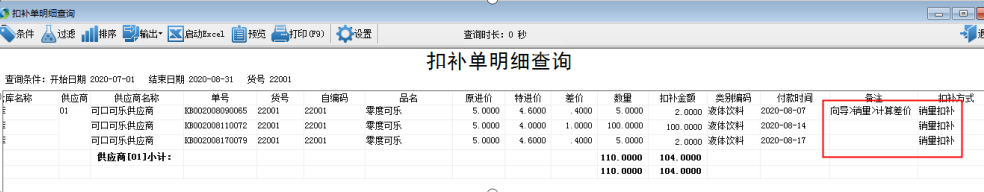 扣补单明细查询
条件 过滤 排序 输出 启动Excel 预览 打印(P9) 设置 查询时长：0 秒 退
扣补单明细查询
查询条件：开始日期 2020-07-01 结束日期 2020-08-31 货号 22001
库名称 供应商 供应商名称 单号 货号 自编码 品名 原进价 特进价 差价 数量 扣补金额 类别编码 付款时间 备注 扣补方式
01 可口可乐供应商 KB002008090065 22001 22001 零度可乐 5.0000 4.6000 .4000 5.0000 2.0000 液体饮料 2020-08-07 向导>销量>计算差价 销量扣补
可口可乐供应商 KB002008110072 22001 22001 零度可乐 5.0000 4.0000 1.0000 100.0000 100.0000 液体饮料 2020-08-14 销量扣补
可口可乐供应商 KB002008170079 22001 22001 零度可乐 5.0000 4.6000 .4000 5.0000 2.0000 液体饮料 2020-08-17 销量扣补
供应商[01]小计： 110.0000 104.0000
110.0000 104.0000